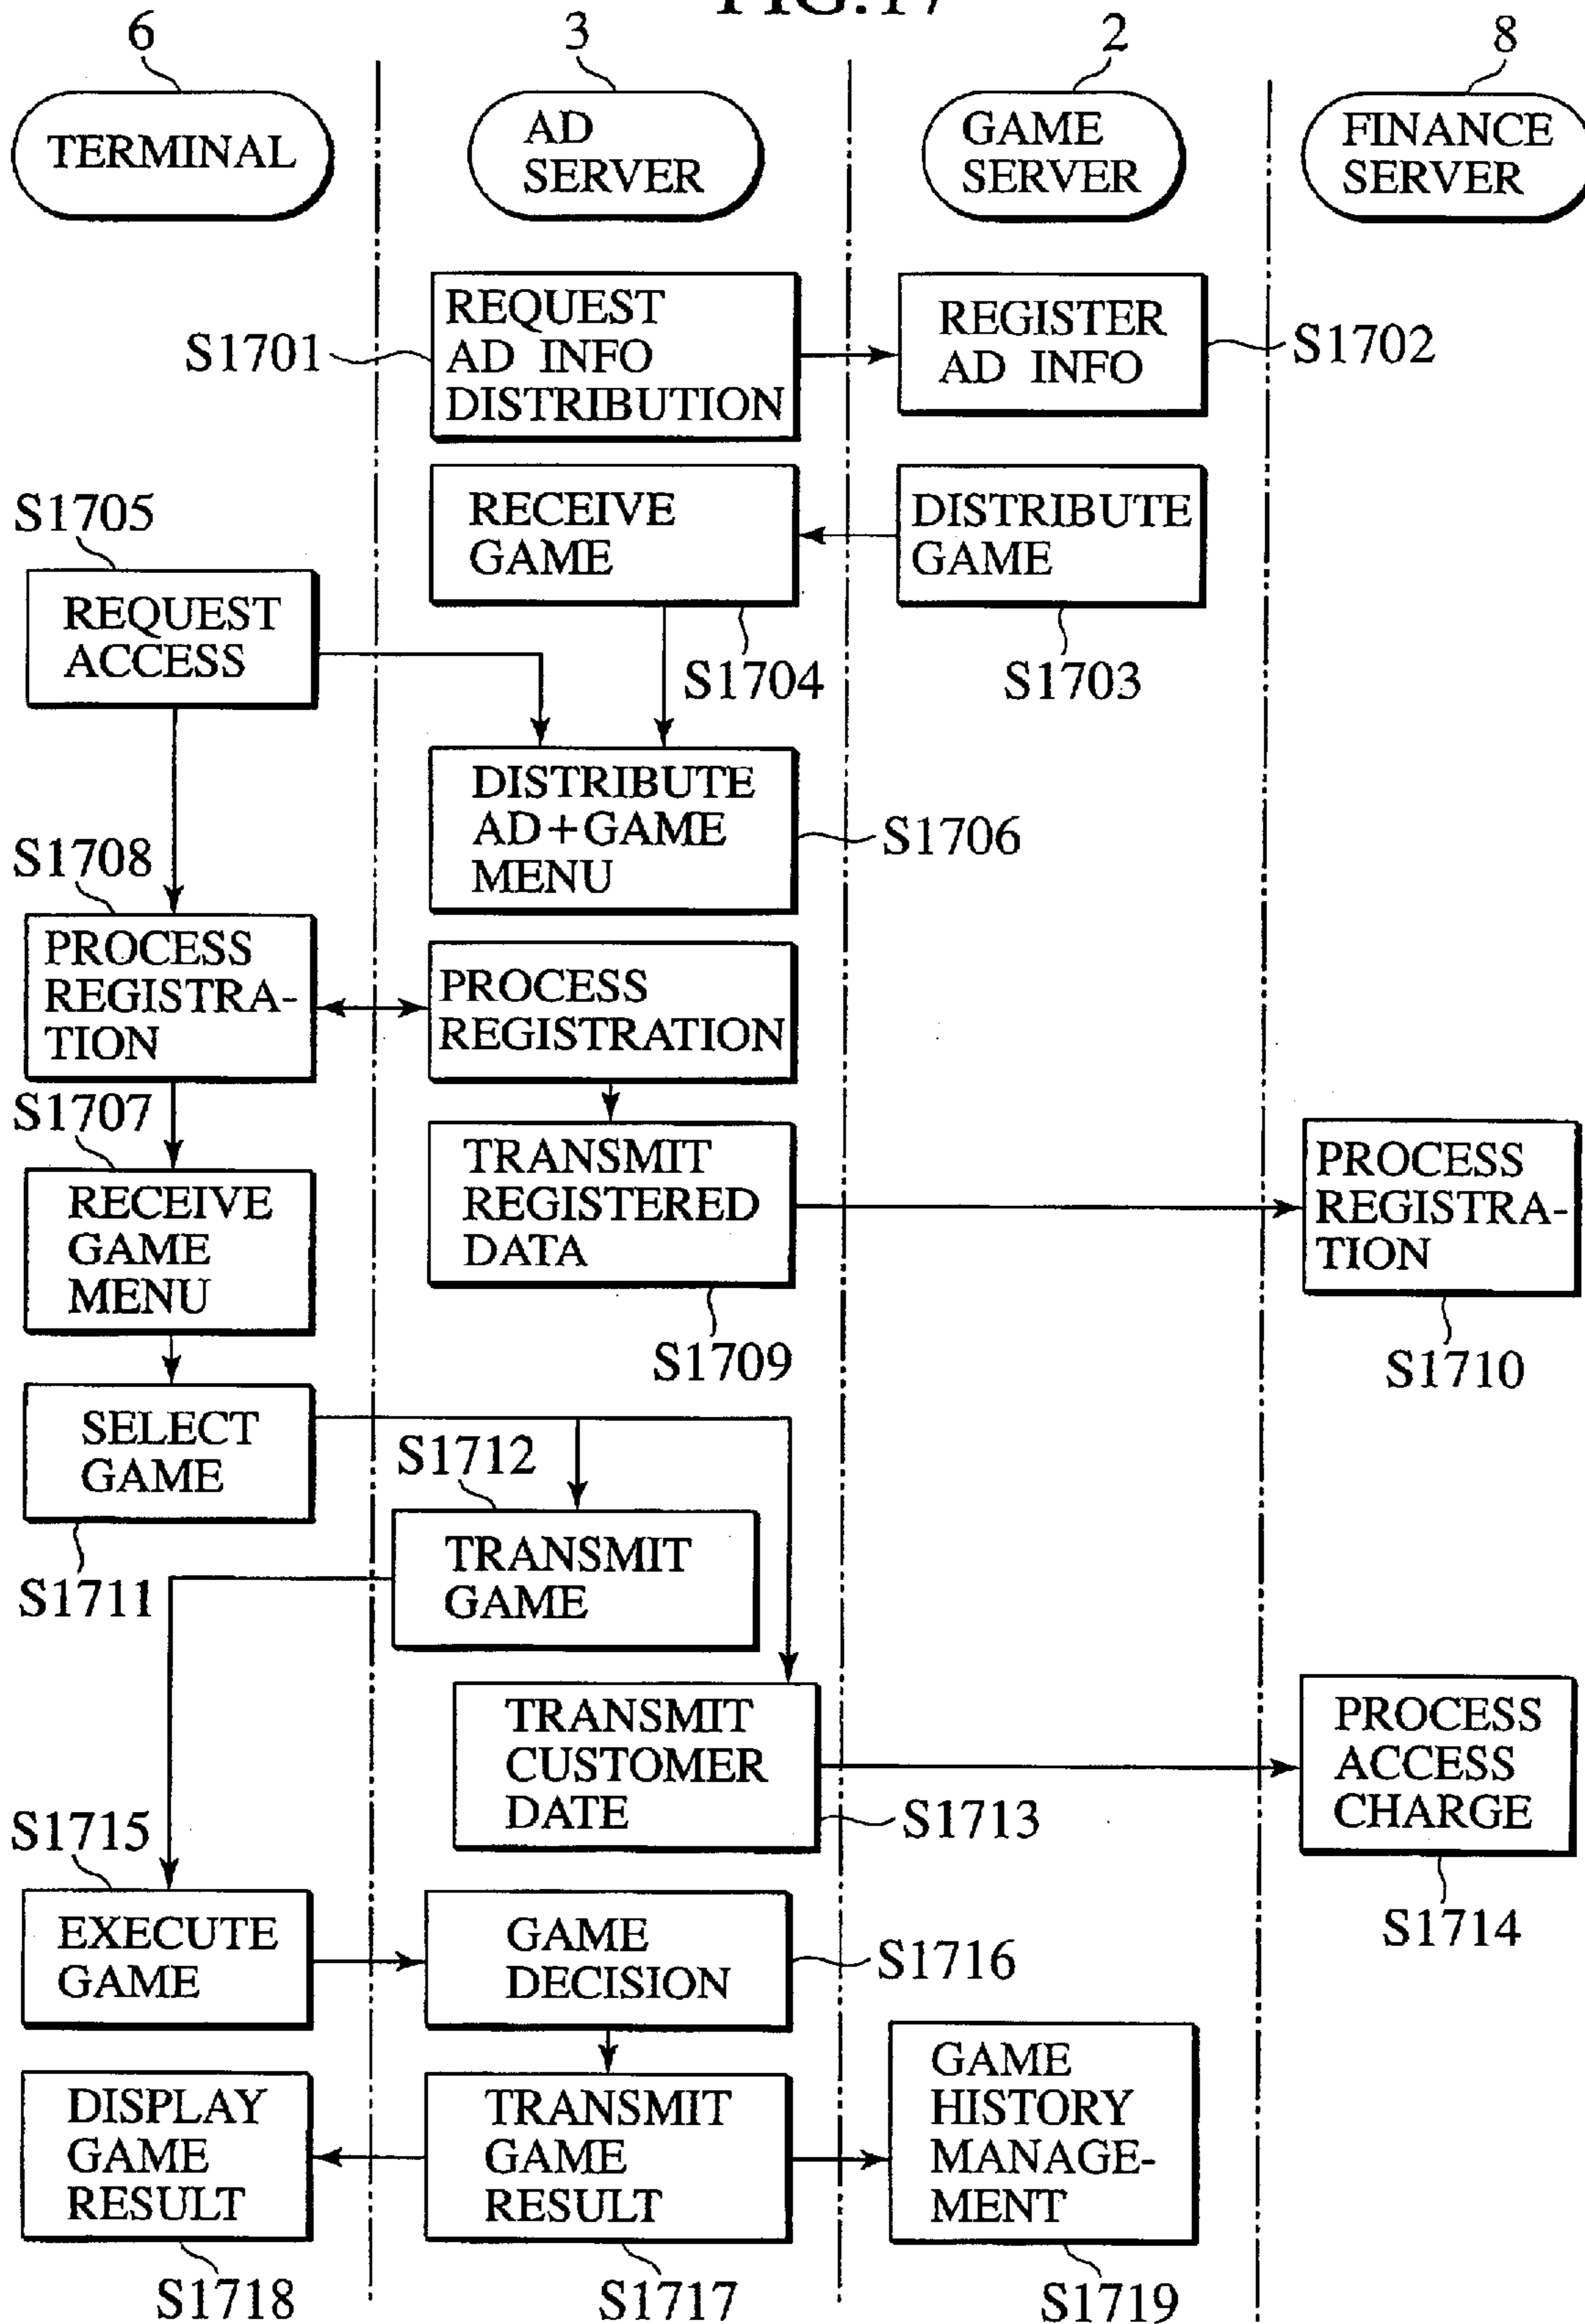 FIG.17
6
3
2
8
TERMINAL
AD
SERVER
GAME
SERVER
FINANCE
SERVER
S1701
REQUEST
AD INFO
DISTRIBUTION
REGISTER
AD INFO
S1702
S1705
REQUEST
ACCESS
RECEIVE
GAME
S1704
DISTRIBUTE
GAME
S1703
DISTRIBUTE
AD+GAME
MENU
S1706
S1708
PROCESS
REGISTRA-
TION
PROCESS
REGISTRATION
S1707
RECEIVE
GAME
MENU
TRANSMIT
REGISTERED
DATA
S1709
PROCESS
REGISTRA-
TION
S1710
SELECT
GAME
S1711
S1712
TRANSMIT
GAME
TRANSMIT
CUSTOMER
DATE
S1713
PROCESS
ACCESS
CHARGE
S1714
S1715
EXECUTE
GAME
GAME
DECISION
S1716
DISPLAY
GAME
RESULT
S1718
TRANSMIT
GAME
RESULT
S1717
GAME
HISTORY
MANAGE-
MENT
S1719